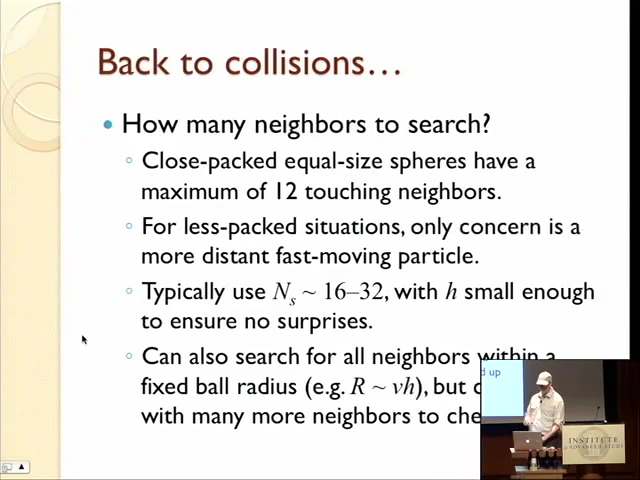 Back to collisions…
• How many neighbors to search?
◦ Close-packed equal-size spheres have a
maximum of 12 touching neighbors.
◦ For less-packed situations, only concern is a
more distant fast-moving particle.
◦ Typically use Ns ~ 16–32, with h small enough
to ensure no surprises.
◦ Can also search for all neighbors within a
fixed ball radius (e.g. R ~ vh), but
with many more neighbors to che
d up
INSTITUTE
ADVANCED STUDY